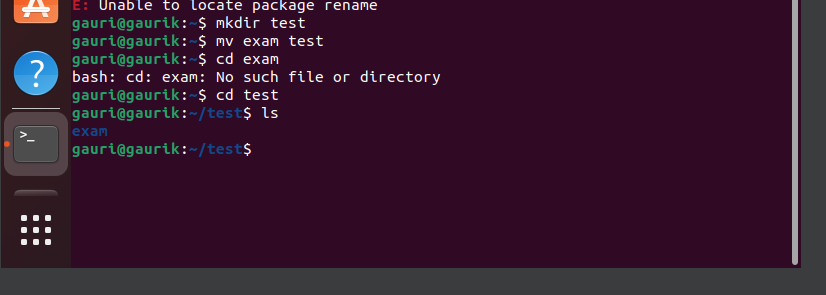 E: Unable to locate package rename
gauri@gaurik:~$ mkdir test
gauri@gaurik:~$ mv exam test
gauri@gaurik:~$ cd exam
bash: cd: exam: No such file or directory
gauri@gaurik:~$ cd test
gauri@gaurik:~/test$ ls
exam
gauri@gaurik:~/test$
?
>_